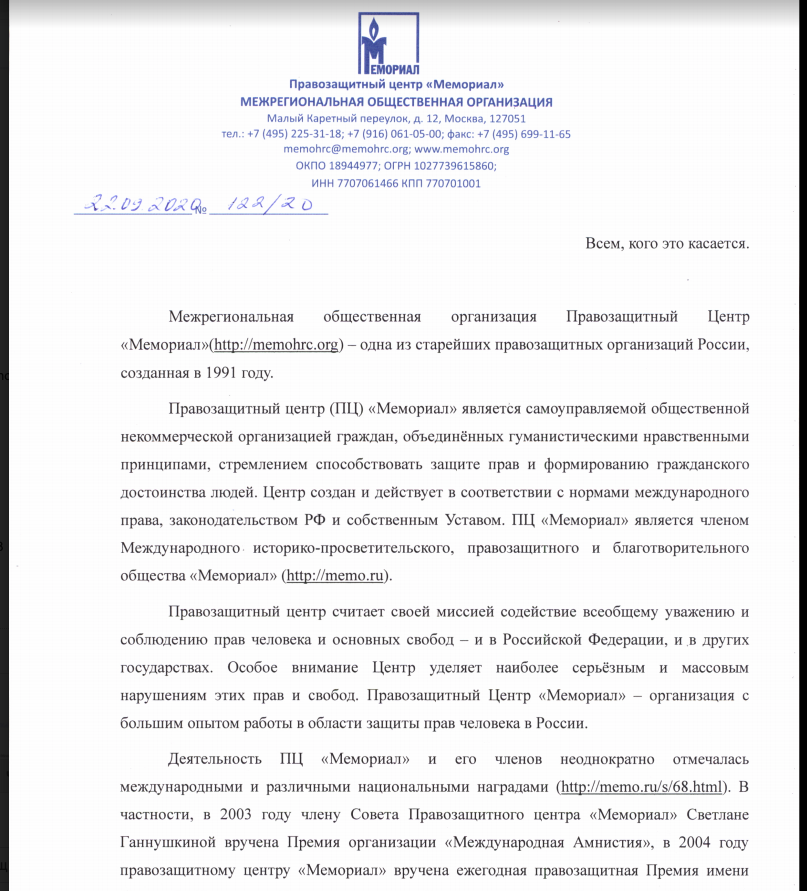 МЕМОРИАЛ
Правозащитный центр «Мемориал»
МЕЖРЕГИОНАЛЬНАЯ ОБЩЕСТВЕННАЯ ОРГАНИЗАЦИЯ
Малый Каретный переулок, д. 12, Москва, 127051
тел.: +7 (495) 225-31-18; +7 (916) 061-05-00; факс: +7 (495) 699-11-65
memohrc@memohrc.org; www.memohrc.org
ОКПО 18944977; ОГРН 1027739615860;
ИНН 7707061466 КПП 770701001
22.09 2020 № 122/20
Всем, кого это касается.
Межрегиональная общественная организация Правозащитный Центр
«Мемориал»(http://memohrc.org) – одна из старейших правозащитных организаций России,
созданная в 1991 году.
Правозащитный центр (ПЦ) «Мемориал» является самоуправляемой общественной
некоммерческой организацией граждан, объединённых гуманистическими нравственными
принципами, стремлением способствовать защите прав и формированию гражданского
достоинства людей. Центр создан и действует в соответствии с нормами международного
права, законодательством РФ и собственным Уставом. ПЦ «Мемориал» является членом
Международного историко-просветительского, правозащитного и благотворительного
общества «Мемориал» (http://memo.ru).
Правозащитный центр считает своей миссией содействие всеобщему уважению и
соблюдению прав человека и основных свобод – и в Российской Федерации, и в других
государствах. Особое внимание Центр уделяет наиболее серьёзным и массовым
нарушениям этих прав и свобод. Правозащитный Центр «Мемориал» – организация с
большим опытом работы в области защиты прав человека в России.
Деятельность ПЦ «Мемориал» и его членов неоднократно отмечалась
международными и различными национальными наградами (http://memo.ru/s/68.html). В
частности, в 2003 году члену Совета Правозащитного центра «Мемориал» Светлане
Ганнушкиной вручена Премия организации «Международная Амнистия», в 2004 году
правозащитному центру «Мемориал» вручена ежегодная правозащитная Премия имени